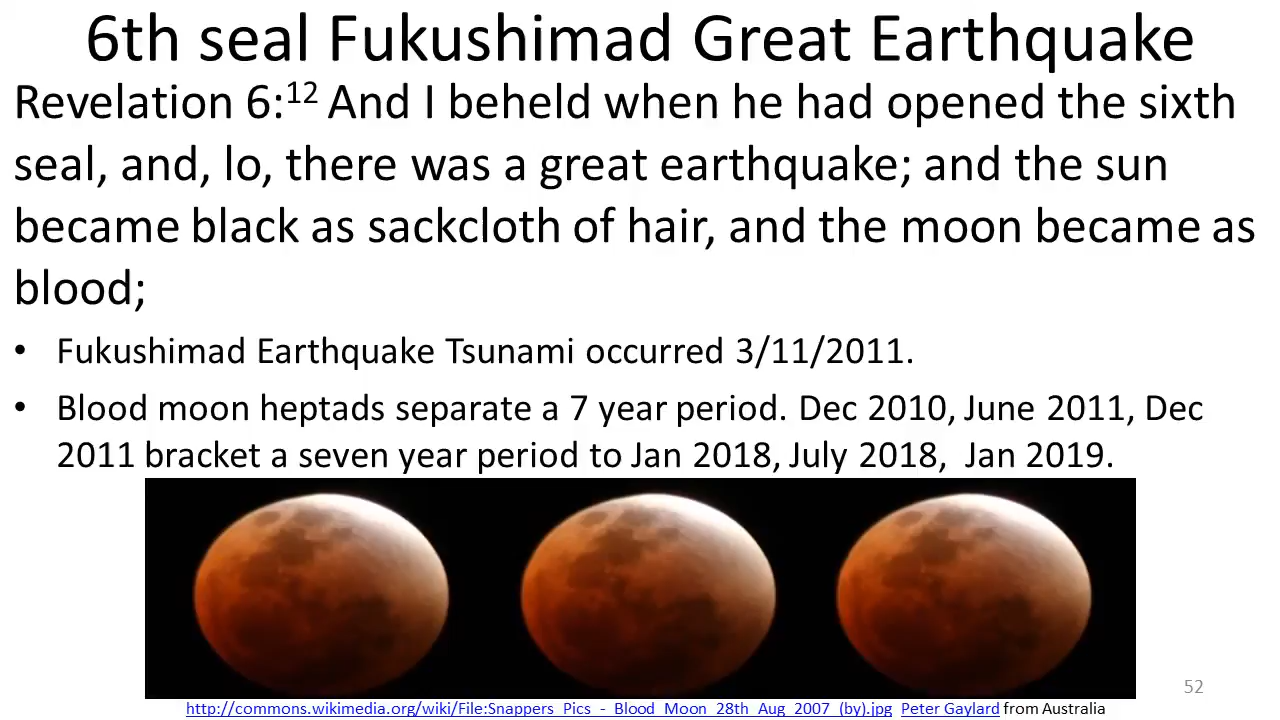 6th seal Fukushimad Great Earthquake
Revelation 6:12 And I beheld when he had opened the sixth
seal, and, lo, there was a great earthquake; and the sun
became black as sackcloth of hair, and the moon became as
blood;
• Fukushimad Earthquake Tsunami occurred 3/11/2011.
• Blood moon heptads separate a 7 year period. Dec 2010, June 2011, Dec
2011 bracket a seven year period to Jan 2018, July 2018,  Jan 2019.
52
http://commons.wikimedia.org/wiki/File:Snappers_Pics_-_Blood_Moon_28th_Aug_2007_(by).jpg Peter Gaylard from Australia